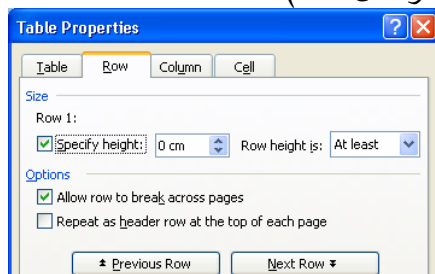 Table Properties
Table Row Column Cell
Size
Row 1:
Specify height: 0 cm Row height is: At least
Options
Allow row to break across pages
Repeat as header row at the top of each page
Previous Row Next Row